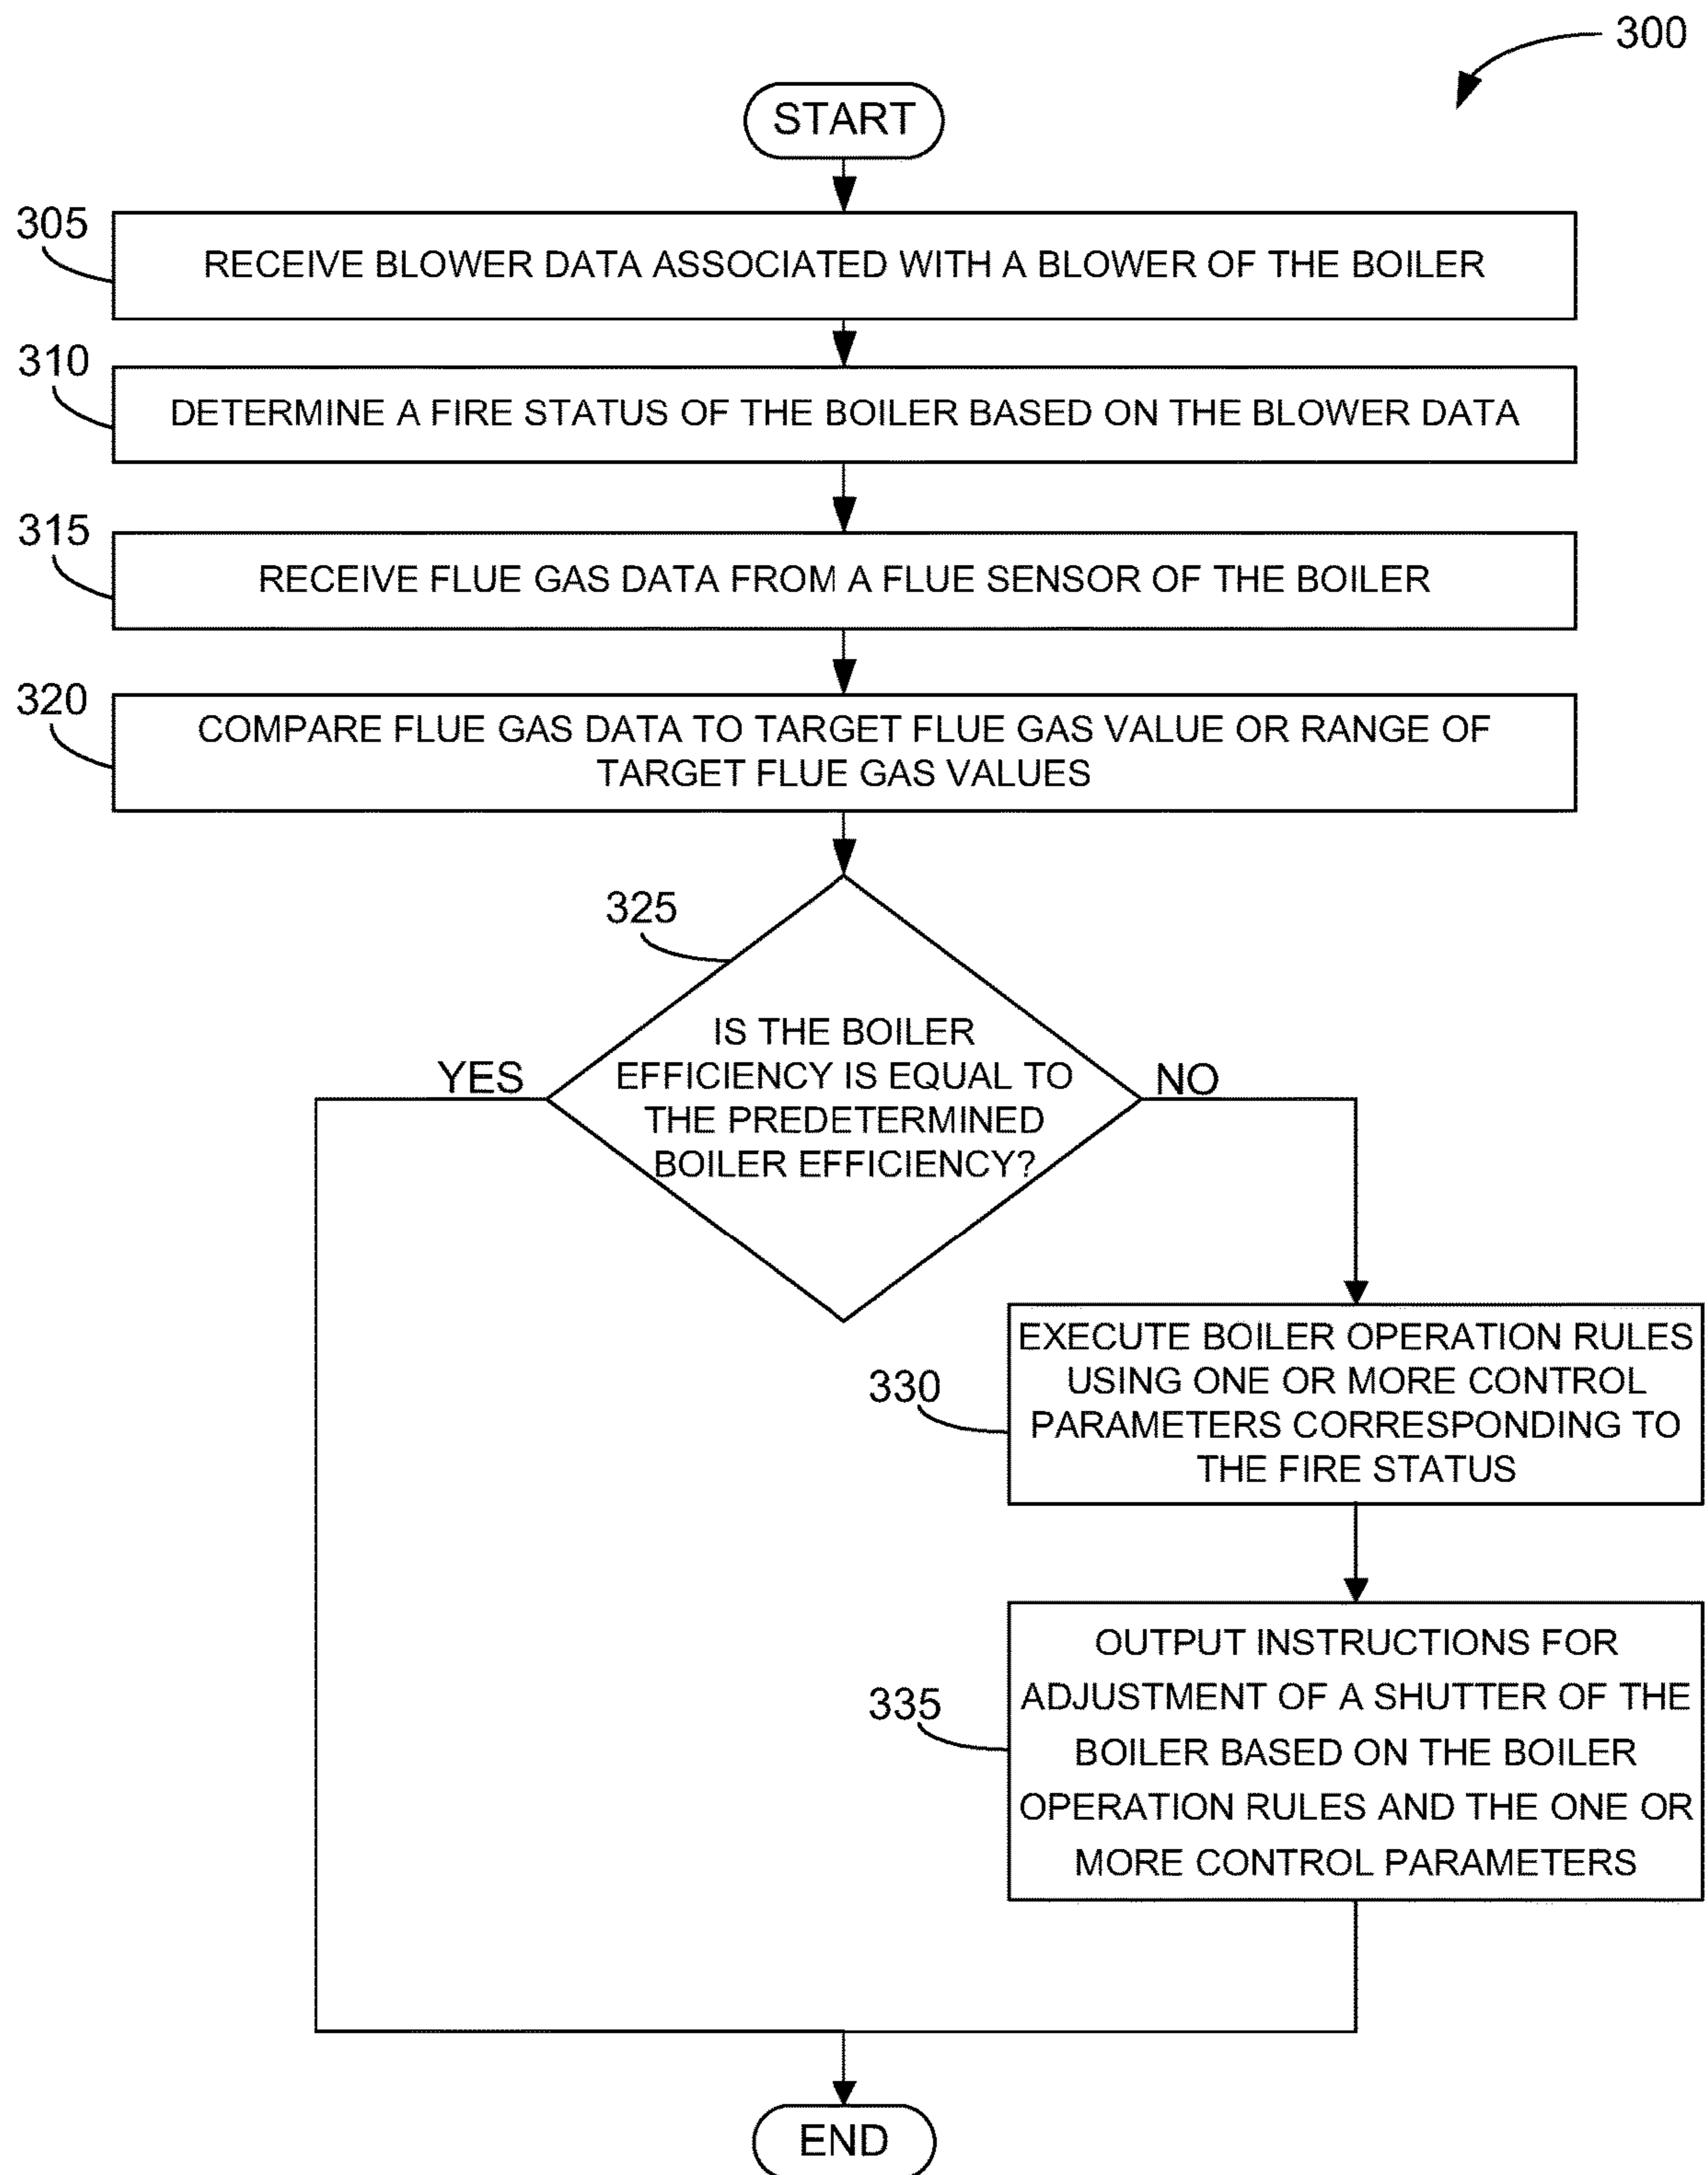 300
START
305
RECEIVE BLOWER DATA ASSOCIATED WITH A BLOWER OF THE BOILER
310
DETERMINE A FIRE STATUS OF THE BOILER BASED ON THE BLOWER DATA
315
RECEIVE FLUE GAS DATA FROM A FLUE SENSOR OF THE BOILER
320
COMPARE FLUE GAS DATA TO TARGET FLUE GAS VALUE OR RANGE OF
TARGET FLUE GAS VALUES
325
IS THE BOILER
EFFICIENCY IS EQUAL TO
THE PREDETERMINED
BOILER EFFICIENCY?
YES
NO
330
EXECUTE BOILER OPERATION RULES
USING ONE OR MORE CONTROL
PARAMETERS CORRESPONDING TO
THE FIRE STATUS
335
OUTPUT INSTRUCTIONS FOR
ADJUSTMENT OF A SHUTTER OF THE
BOILER BASED ON THE BOILER
OPERATION RULES AND THE ONE OR
MORE CONTROL PARAMETERS
END